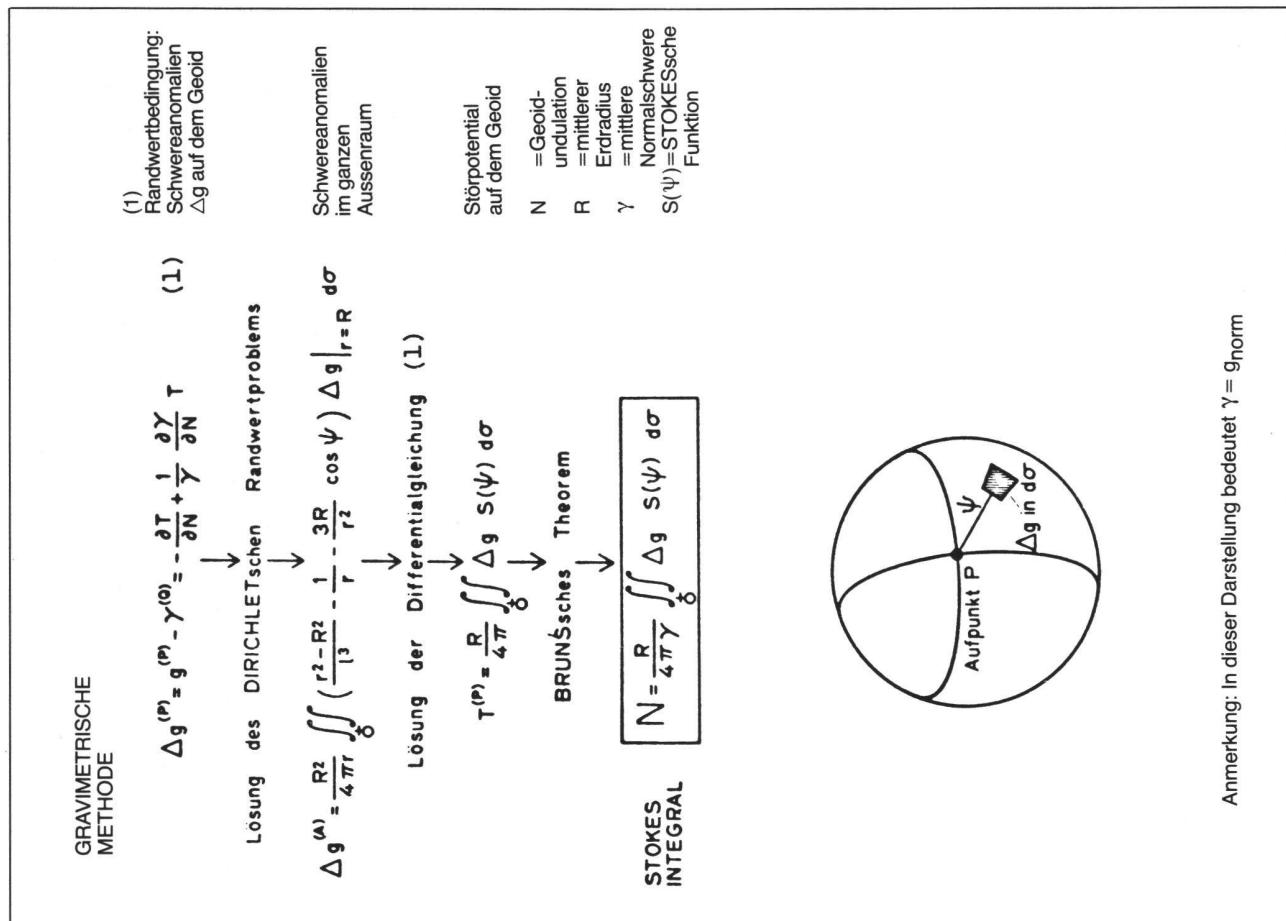 GRAVIMETRISCHE
METHODE
Δg⁽ᴾ⁾ = g⁽ᴾ⁾ − γ⁽Q⁾ = − ∂T/∂N + 1/γ ∂γ/∂N T (1)
(1)
Randwertbedingung:
Schwereanomalien
Δg auf dem Geoid
Lösung des DIRICHLETschen Randwertproblems
Δg⁽ᴬ⁾ = R²/4πr ∬ (r² − R²/l³ − 1/r − 3R/r² cos ψ) Δg|r=R dσ
Schwereanomalien
im ganzen
Aussenraum
Lösung der Differentialgleichung (1)
T⁽ᴾ⁾ = R/4π ∬ Δg S(ψ) dσ
Störpotential
auf dem Geoid
BRUNS'sches Theorem
STOKES
INTEGRAL
N = R/4πγ ∬ Δg S(ψ) dσ
N =Geoid-
undulation
R =mittlerer
Erdradius
γ =mittlere
Normalschwere
S(ψ)=STOKESsche
Funktion
Aufpunkt P
ψ
Δg in dσ
Anmerkung: In dieser Darstellung bedeutet γ = gnorm